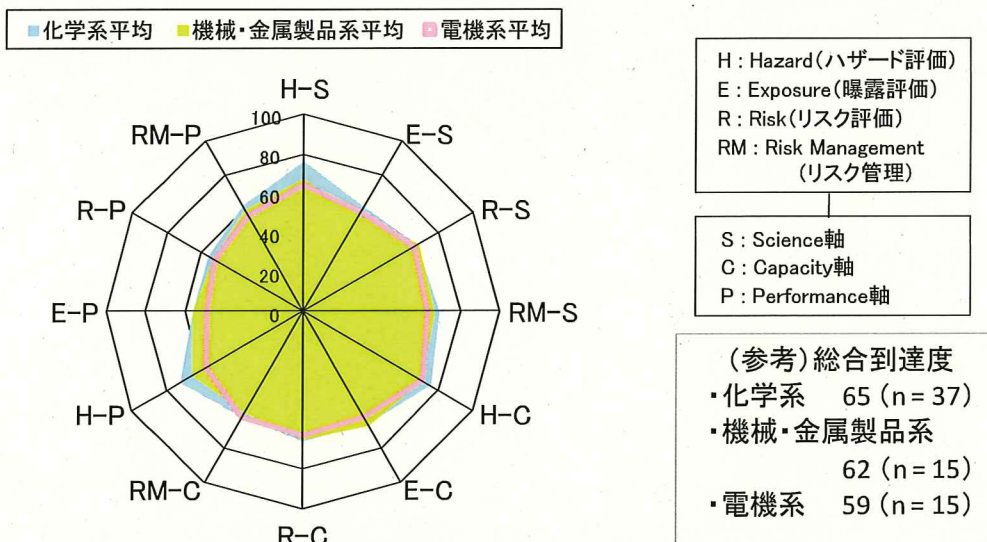 化学系平均 機械・金属製品系平均 電機系平均
H-S
E-S
R-S
RM-S
H-C
E-C
R-C
RM-C
H-P
E-P
R-P
RM-P
100
80
60
40
20
0
H : Hazard(ハザード評価)
E : Exposure(曝露評価)
R : Risk(リスク評価)
RM : Risk Management
(リスク管理)
S : Science軸
C : Capacity軸
P : Performance軸
(参考)総合到達度
・化学系 65 (n = 37)
・機械・金属製品系
62 (n = 15)
・電機系 59 (n = 15)